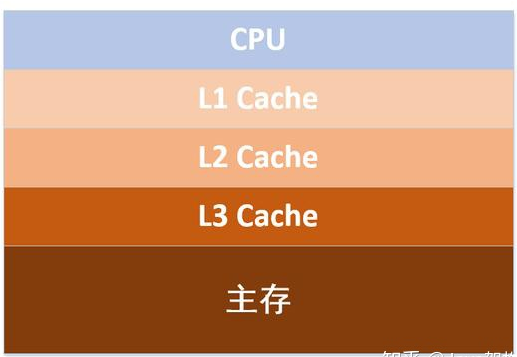 CPU
L1 Cache
L2 Cache
L3 Cache
主存
知乎